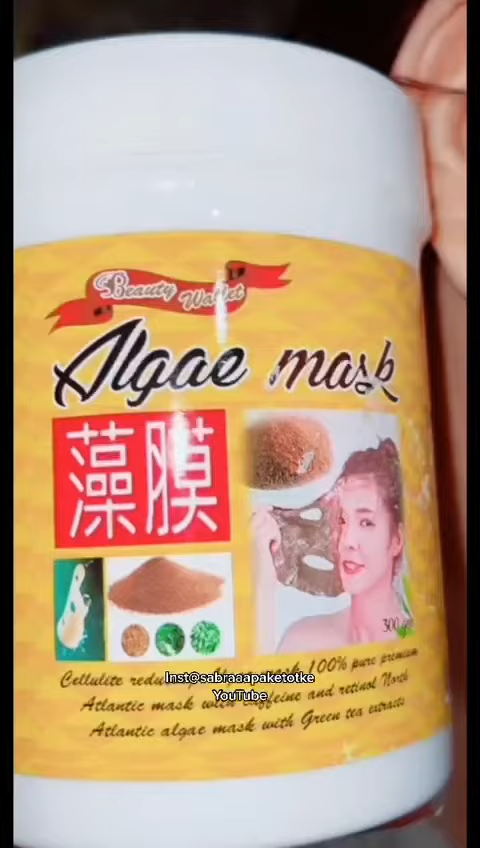 Beauty Wallet
Algae mask
藻膜
300
Cellulite mask 100% pure premium
Inst@sabraaapaketotke
Atlantic mask with caffeine and retinol North
YouTube
Atlantic algae mask with Green tea extracts